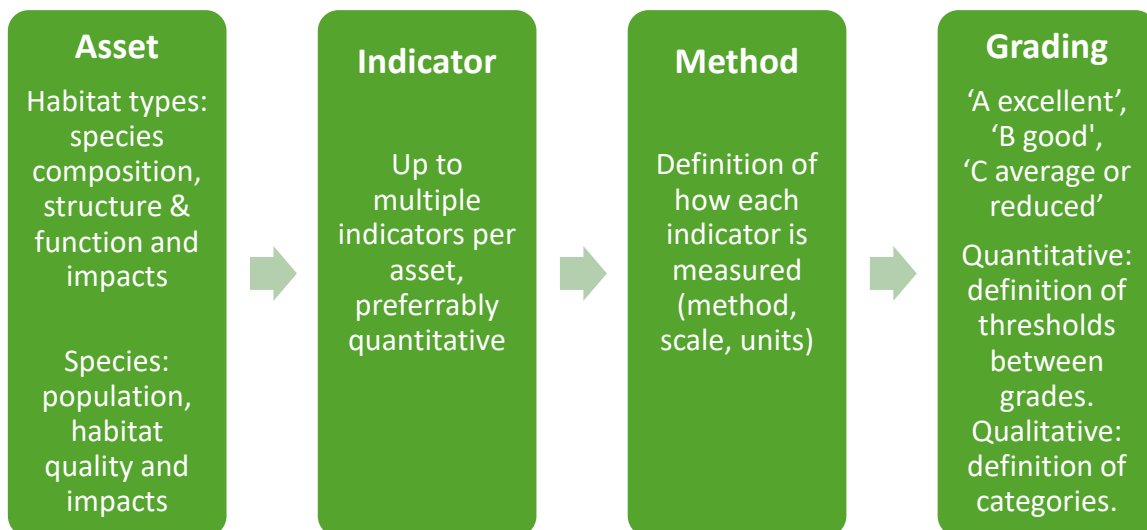 Asset
Habitat types:
species
composition,
structure &
function and
impacts
Species:
population,
habitat
quality and
impacts
Indicator
Up to
multiple
indicators per
asset,
preferrably
quantitative
Method
Definition of
how each
indicator is
measured
(method,
scale, units)
Grading
‘A excellent’,
‘B good',
‘C average or
reduced’
Quantitative:
definition of
thresholds
between
grades.
Qualitative:
definition of
categories.